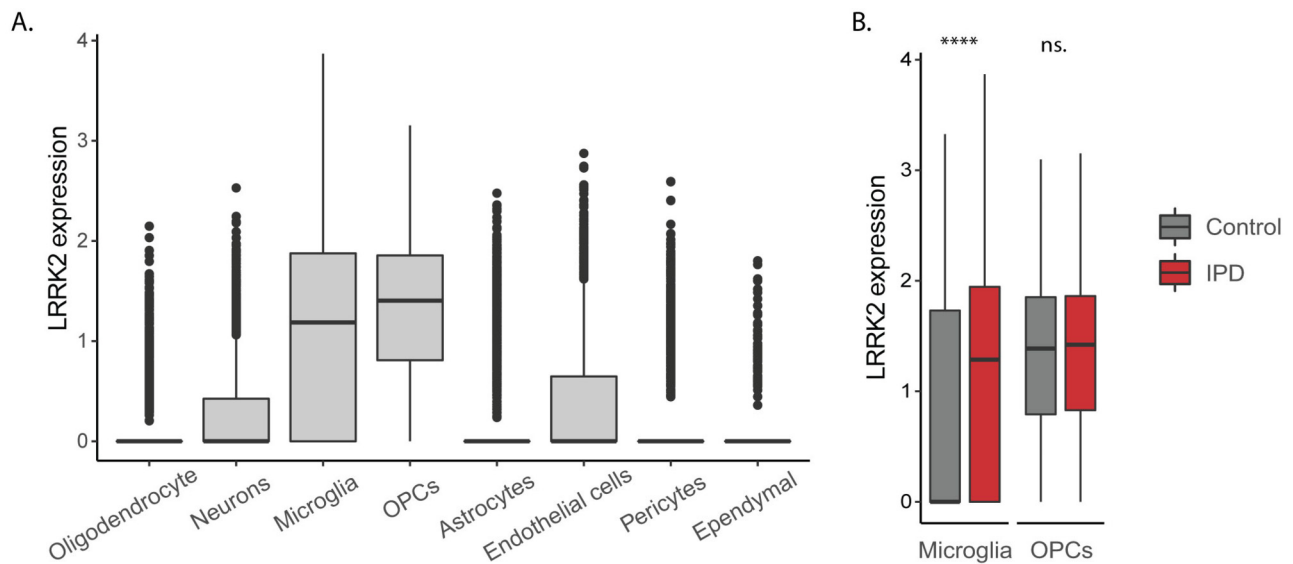 A.
LRRK2 expression
4
3
2
1
0
Oligodendrocyte
Neurons
Microglia
OPCs
Astrocytes
Endothelial cells
Pericytes
Ependymal
B.
**** ns.
LRRK2 expression
4
3
2
1
0
Microglia OPCs
Control
IPD